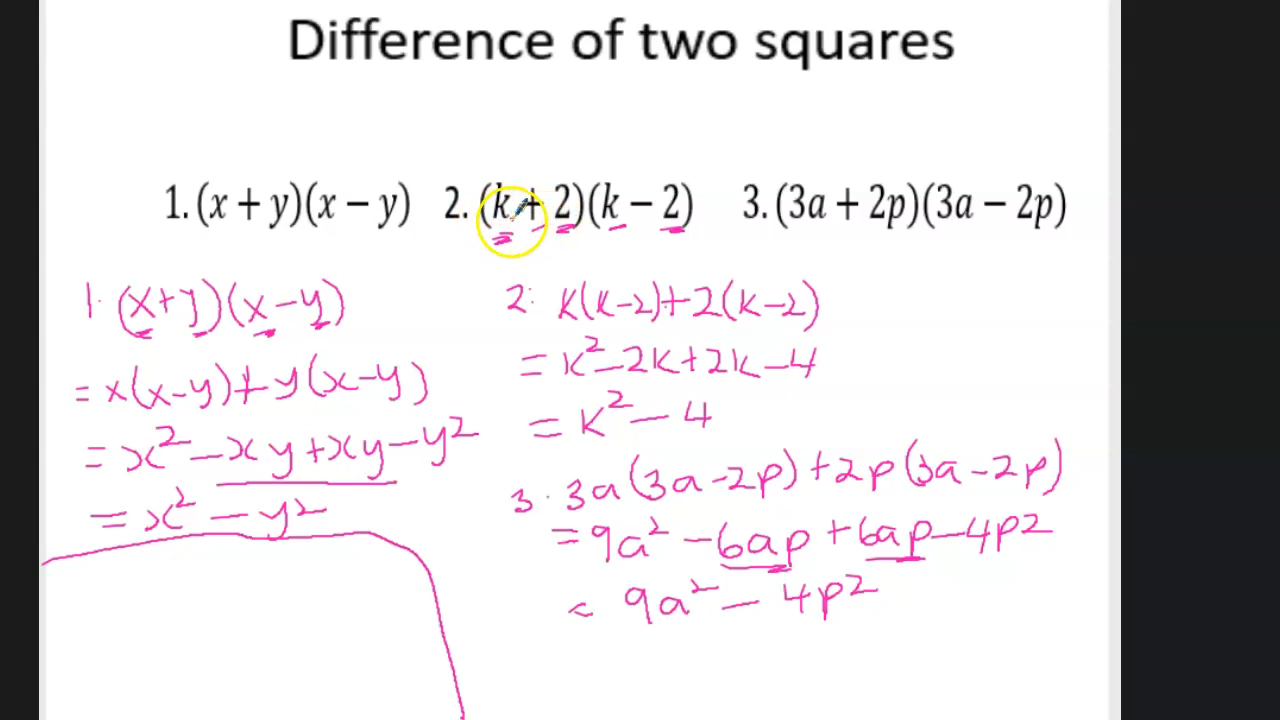 Difference of two squares
1. (x + y)(x − y) 2. (k + 2)(k − 2) 3. (3a + 2p)(3a − 2p)
1. (x+y)(x-y)
= x(x-y)+y(x-y)
= x² -xy+xy-y²
= x² - y²
2. k(k-2)+2(k-2)
= k² -2k+2k-4
= k² - 4
3. 3a(3a-2p)+2p(3a-2p)
= 9a² -6ap+6ap-4p²
= 9a² - 4p²